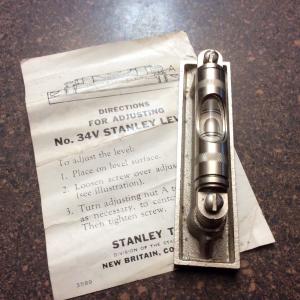 A
DIRECTIONS
FOR ADJUSTING
No. 34V STANLEY LEV
To adjust the level:
1. Place on level surface.
2. Loosen screw over adjus
(see illustration).
3. Turn adjusting nut A t
as necessary, to cente
Then tighten screw.
STANLEY T
DIVISION OF THE STA
NEW BRITAIN, CO